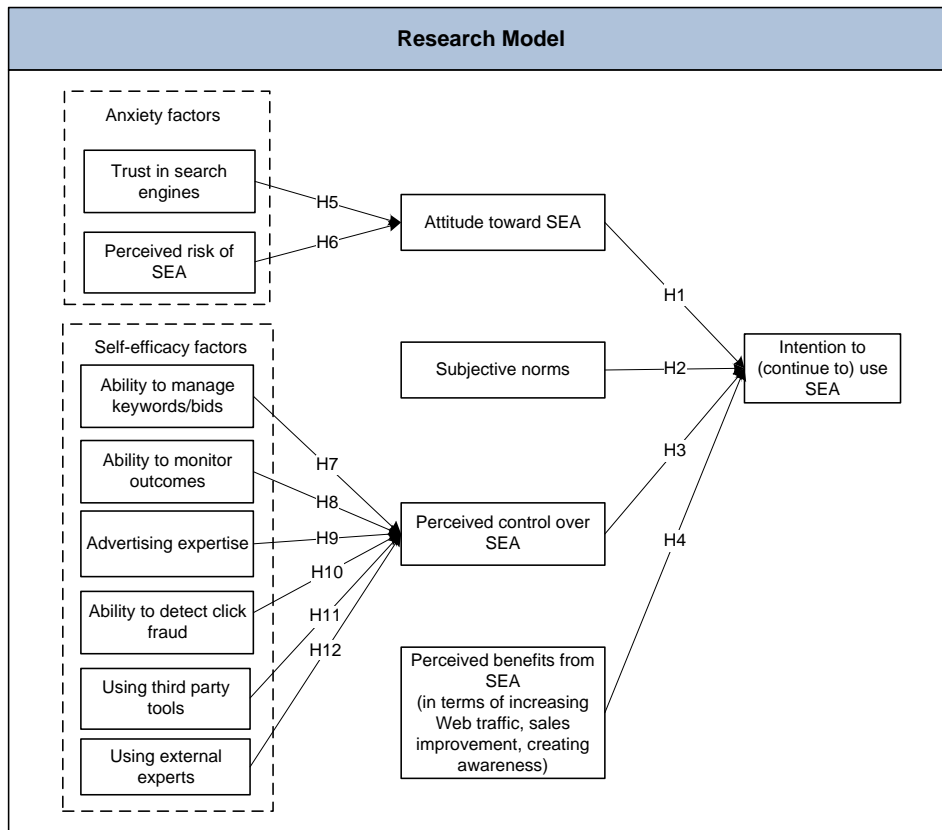 Research Model
Anxiety factors
Trust in search
engines
Perceived risk of
SEA
H5
H6
Attitude toward SEA
H1
Self-efficacy factors
Ability to manage
keywords/bids
Ability to monitor
outcomes
Advertising expertise
Ability to detect click
fraud
Using third party
tools
Using external
experts
H7
H8
H9
H10
H11
H12
Subjective norms
H2
Perceived control over
SEA
H3
Perceived benefits from
SEA
(in terms of increasing
Web traffic, sales
improvement, creating
awareness)
H4
Intention to
(continue to) use
SEA